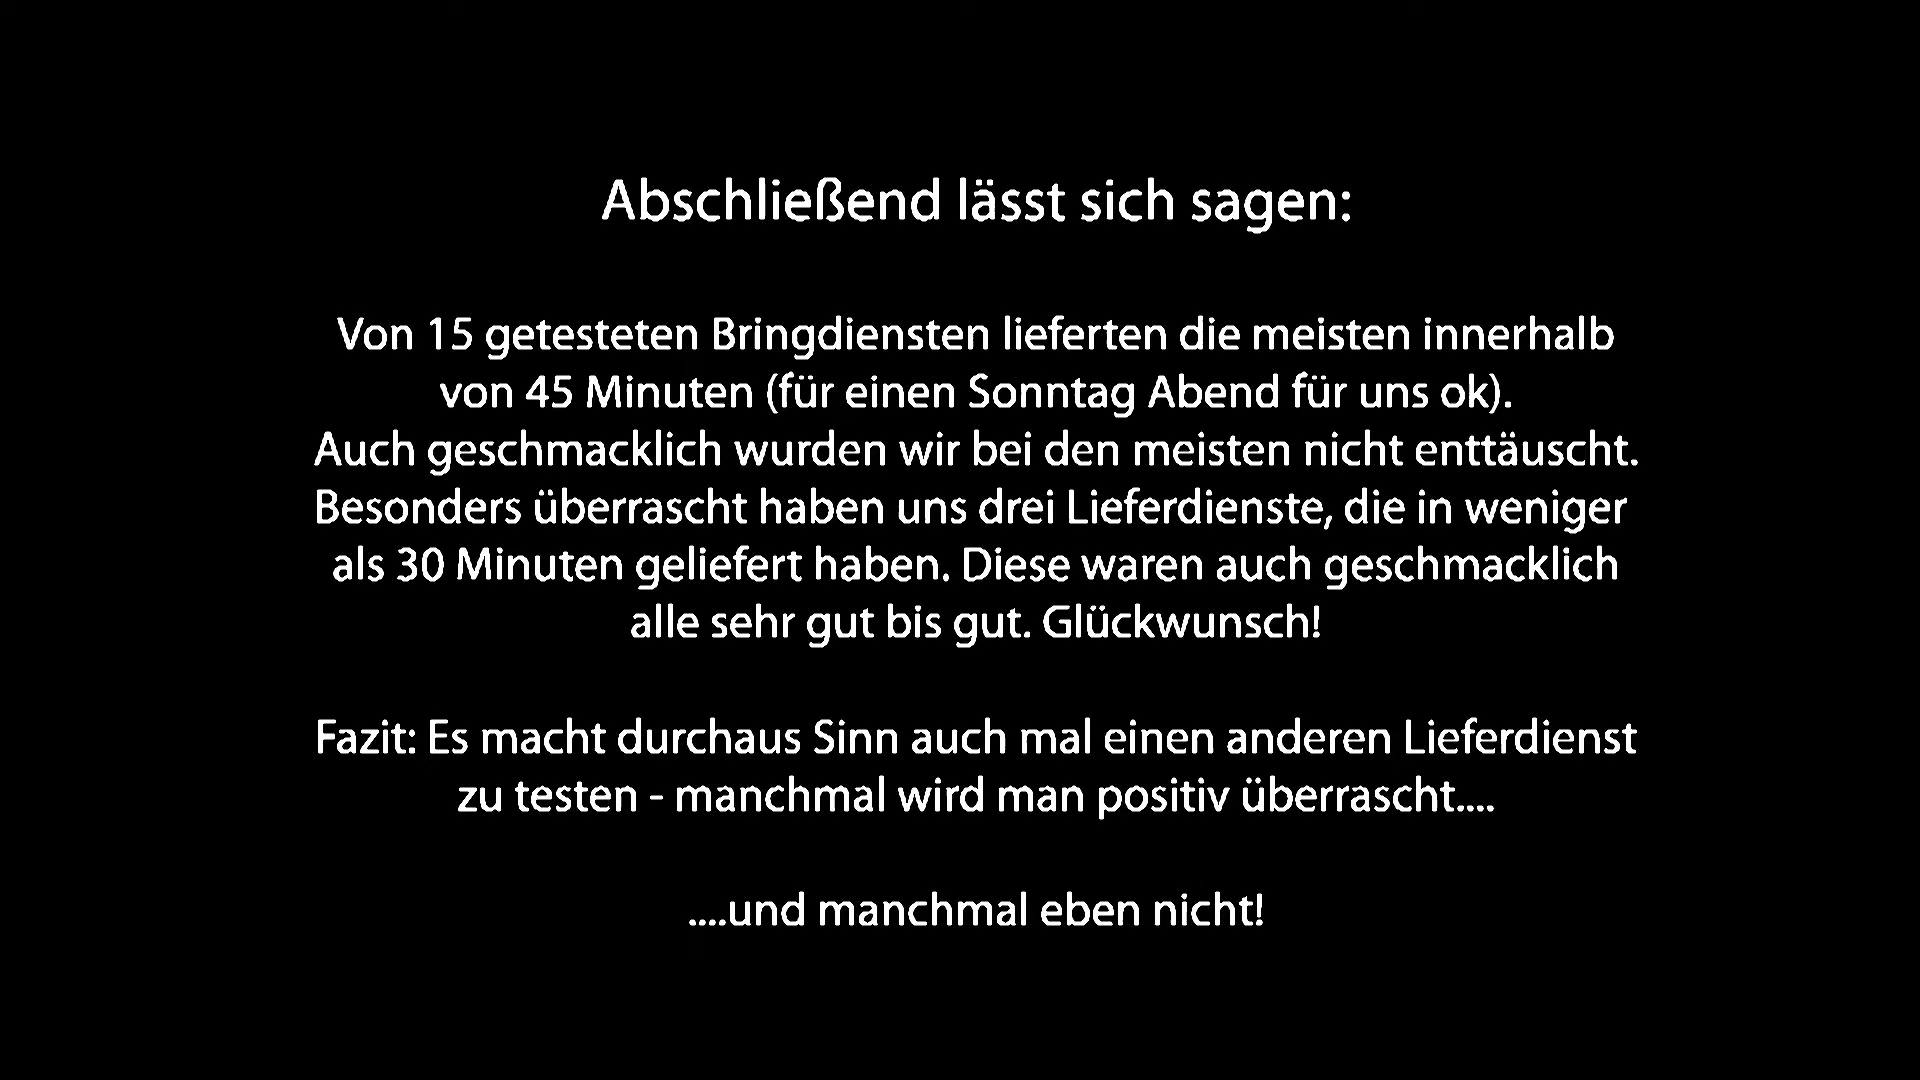 Abschließend lässt sich sagen:
Von 15 getesteten Bringdiensten lieferten die meisten innerhalb
von 45 Minuten (für einen Sonntag Abend für uns ok).
Auch geschmacklich wurden wir bei den meisten nicht enttäuscht.
Besonders überrascht haben uns drei Lieferdienste, die in weniger
als 30 Minuten geliefert haben. Diese waren auch geschmacklich
alle sehr gut bis gut. Glückwunsch!
Fazit: Es macht durchaus Sinn auch mal einen anderen Lieferdienst
zu testen - manchmal wird man positiv überrascht....
....und manchmal eben nicht!